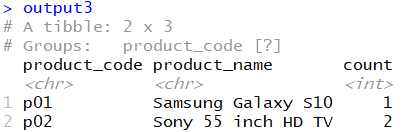 > output3
# A tibble: 2 x 3
# Groups:   product_code [?]
  product_code product_name         count
  <chr>        <chr>                <int>
1 p01          Samsung Galaxy S10       1
2 p02          Sony 55 inch HD TV       2